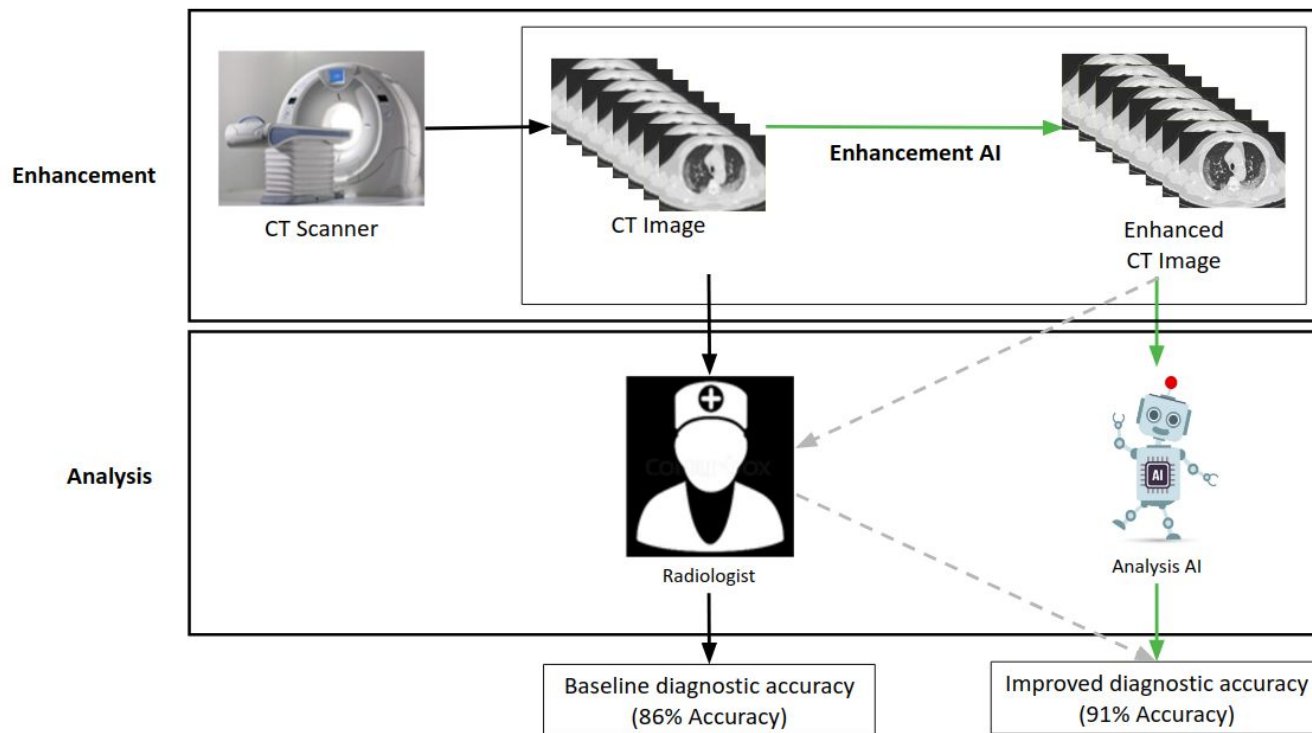 Enhancement
CT Scanner
CT Image
Enhancement AI
Enhanced
CT Image
Analysis
Radiologist
AI
Analysis AI
Baseline diagnostic accuracy
(86% Accuracy)
Improved diagnostic accuracy
(91% Accuracy)